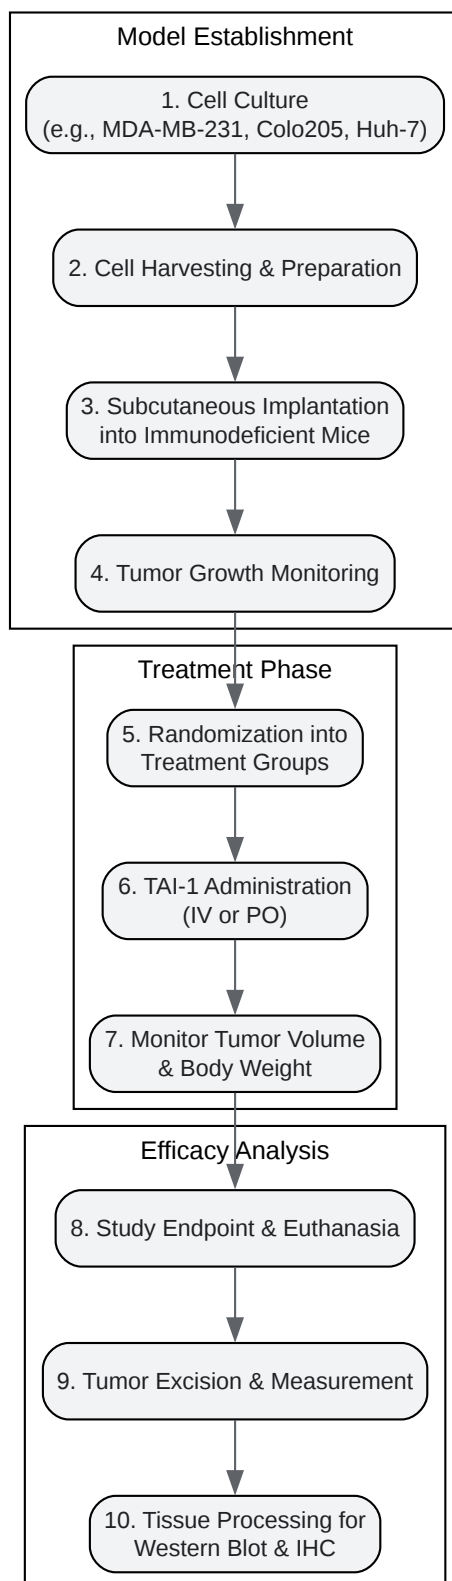 Model Establishment
1. Cell Culture
(e.g., MDA-MB-231, Colo205, Huh-7)
2. Cell Harvesting & Preparation
3. Subcutaneous Implantation
into Immunodeficient Mice
4. Tumor Growth Monitoring
Treatment Phase
5. Randomization into
Treatment Groups
6. TAI-1 Administration
(IV or PO)
7. Monitor Tumor Volume
& Body Weight
Efficacy Analysis
8. Study Endpoint & Euthanasia
9. Tumor Excision & Measurement
10. Tissue Processing for
Western Blot & IHC